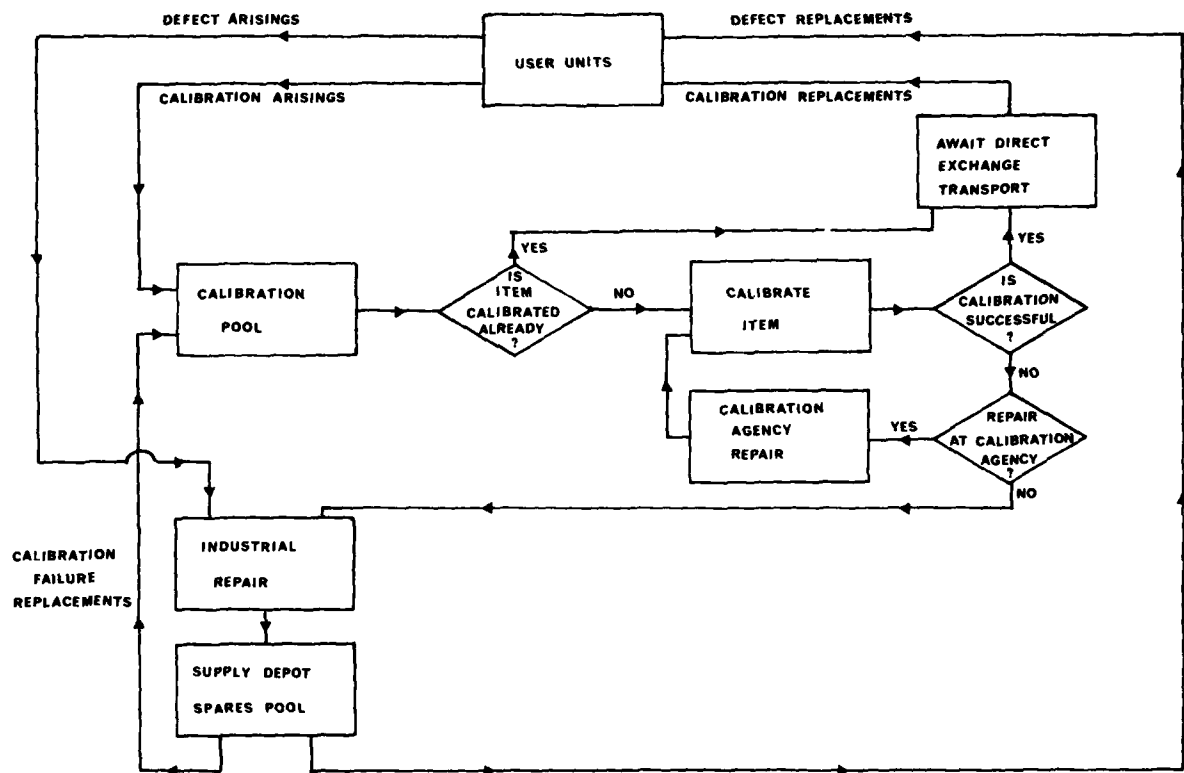 DEFECT ARISINGS
DEFECT REPLACEMENTS
USER UNITS
CALIBRATION ARISINGS
CALIBRATION REPLACEMENTS
AWAIT DIRECT
EXCHANGE
TRANSPORT
YES
YES
CALIBRATION
POOL
IS
ITEM
CALIBRATED
ALREADY
?
NO
CALIBRATE
ITEM
IS
CALIBRATION
SUCCESSFUL
?
NO
CALIBRATION
AGENCY
REPAIR
YES
REPAIR
AT CALIBRATION
AGENCY
?
NO
INDUSTRIAL
REPAIR
CALIBRATION
FAILURE
REPLACEMENTS
SUPPLY DEPOT
SPARES POOL